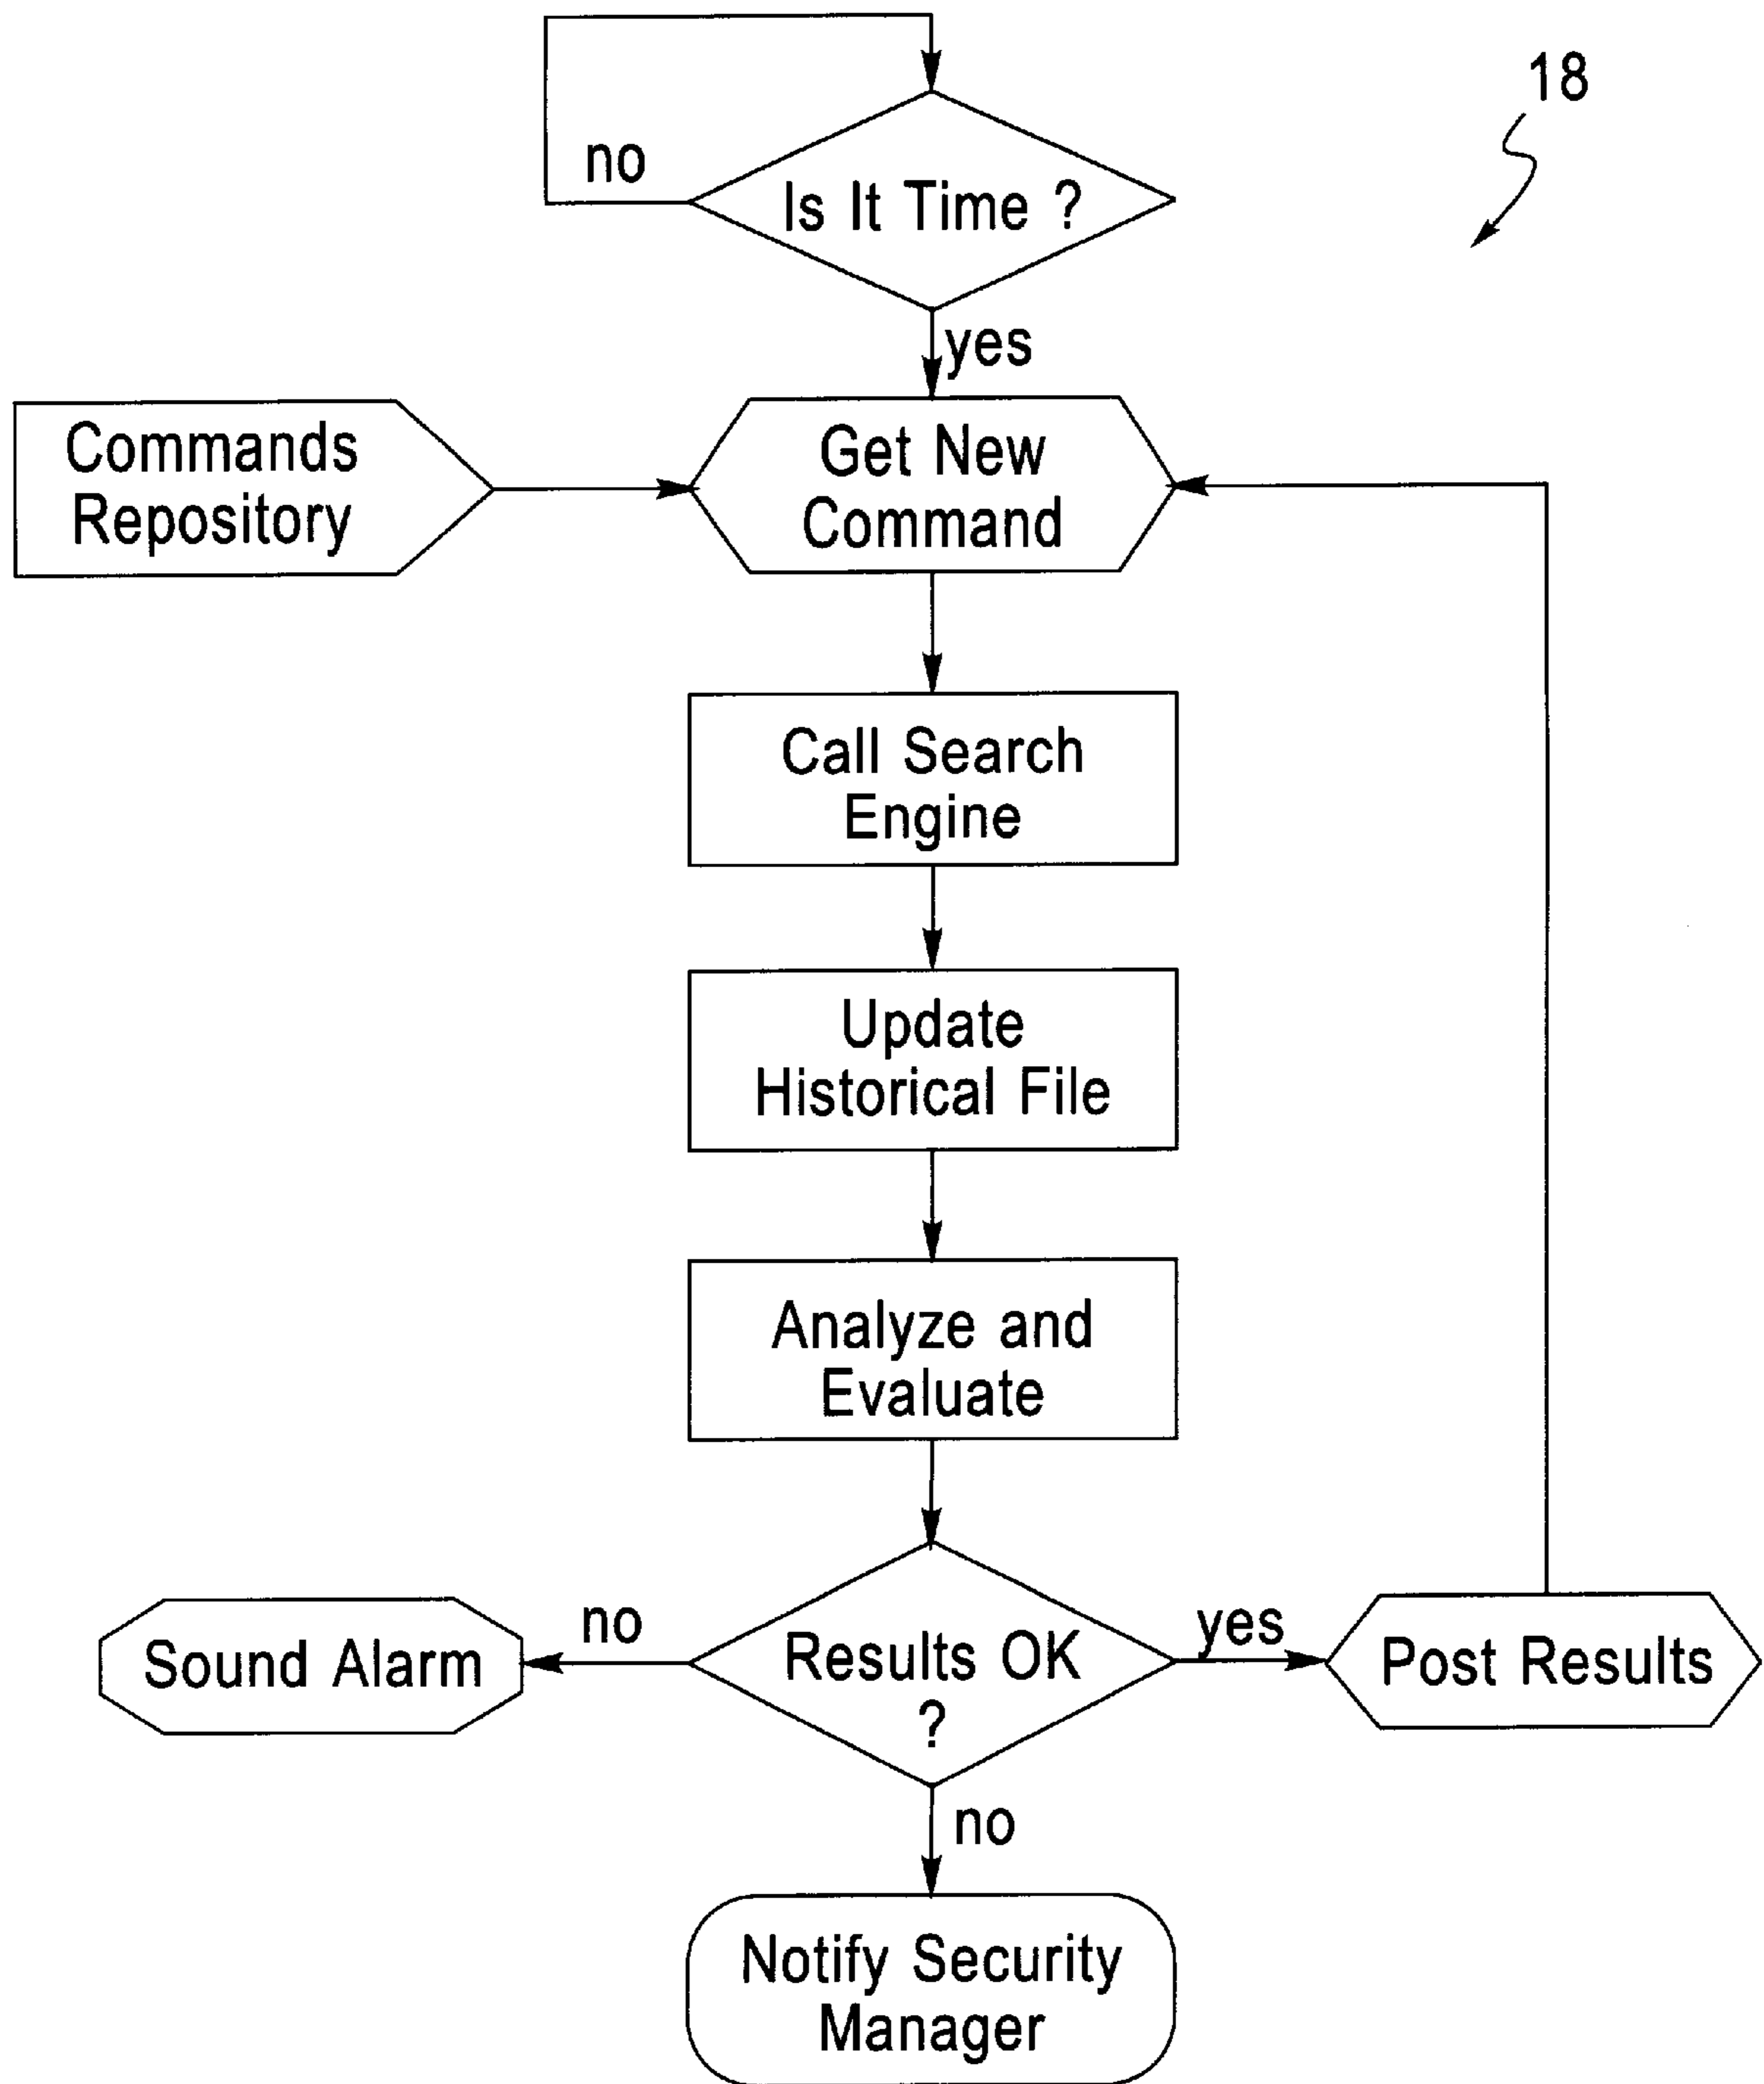 18
no
Is It Time ?
yes
Commands
Repository
Get New
Command
Call Search
Engine
Update
Historical File
Analyze and
Evaluate
no
Sound Alarm
Results OK
?
yes
Post Results
no
Notify Security
Manager